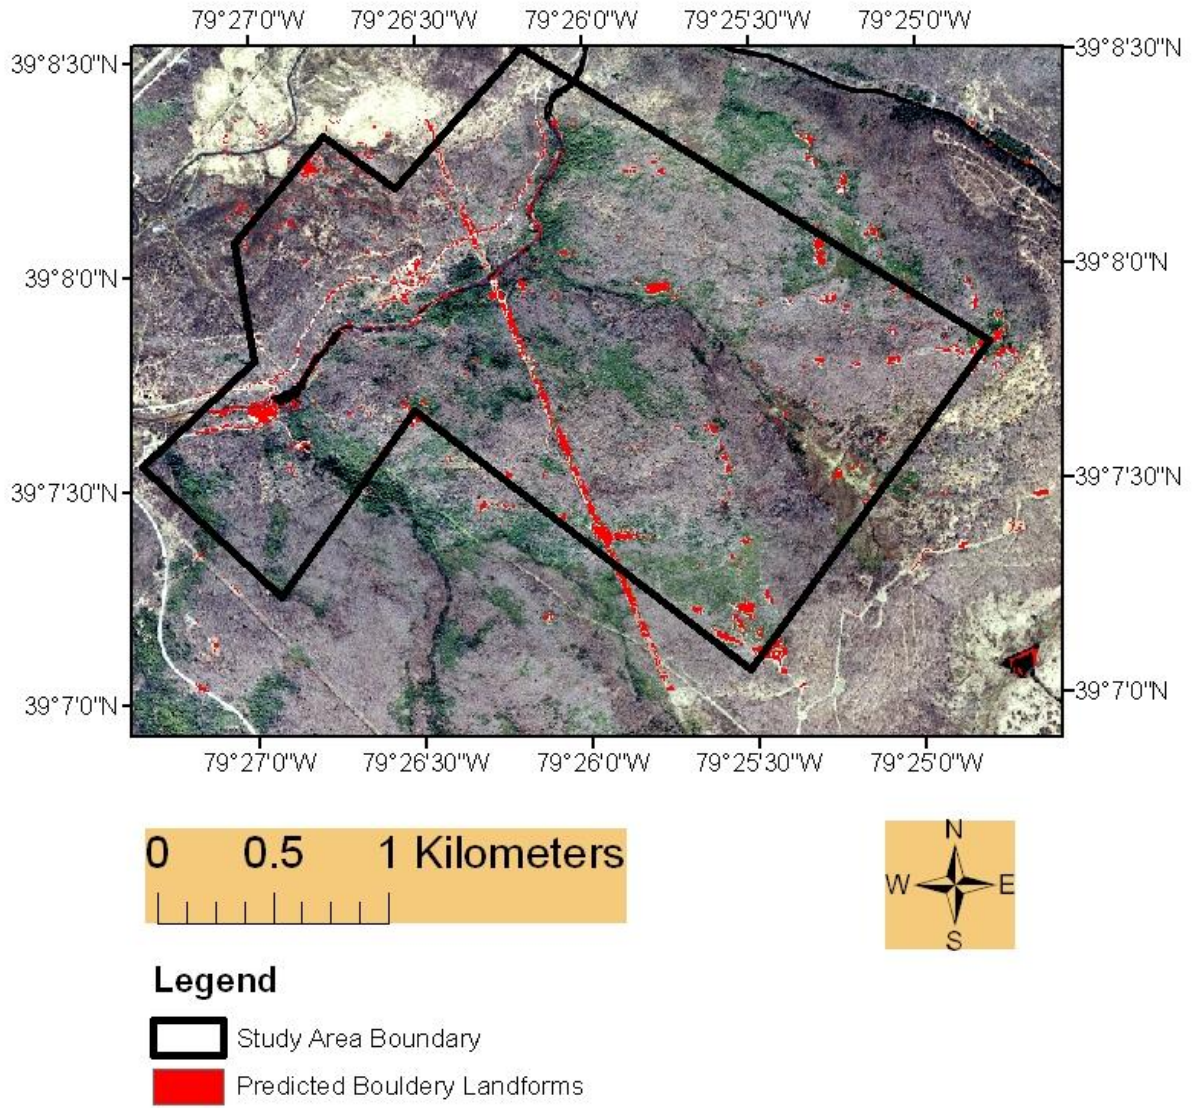 79°27'0"W 79°26'30"W 79°26'0"W 79°25'30"W 79°25'0"W
39°8'30"N 39°8'30"N
39°8'0"N 39°8'0"N
39°7'30"N 39°7'30"N
39°7'0"N 39°7'0"N
79°27'0"W 79°26'30"W 79°26'0"W 79°25'30"W 79°25'0"W
0 0.5 1 Kilometers
N
W E
S
Legend
Study Area Boundary
Predicted Bouldery Landforms